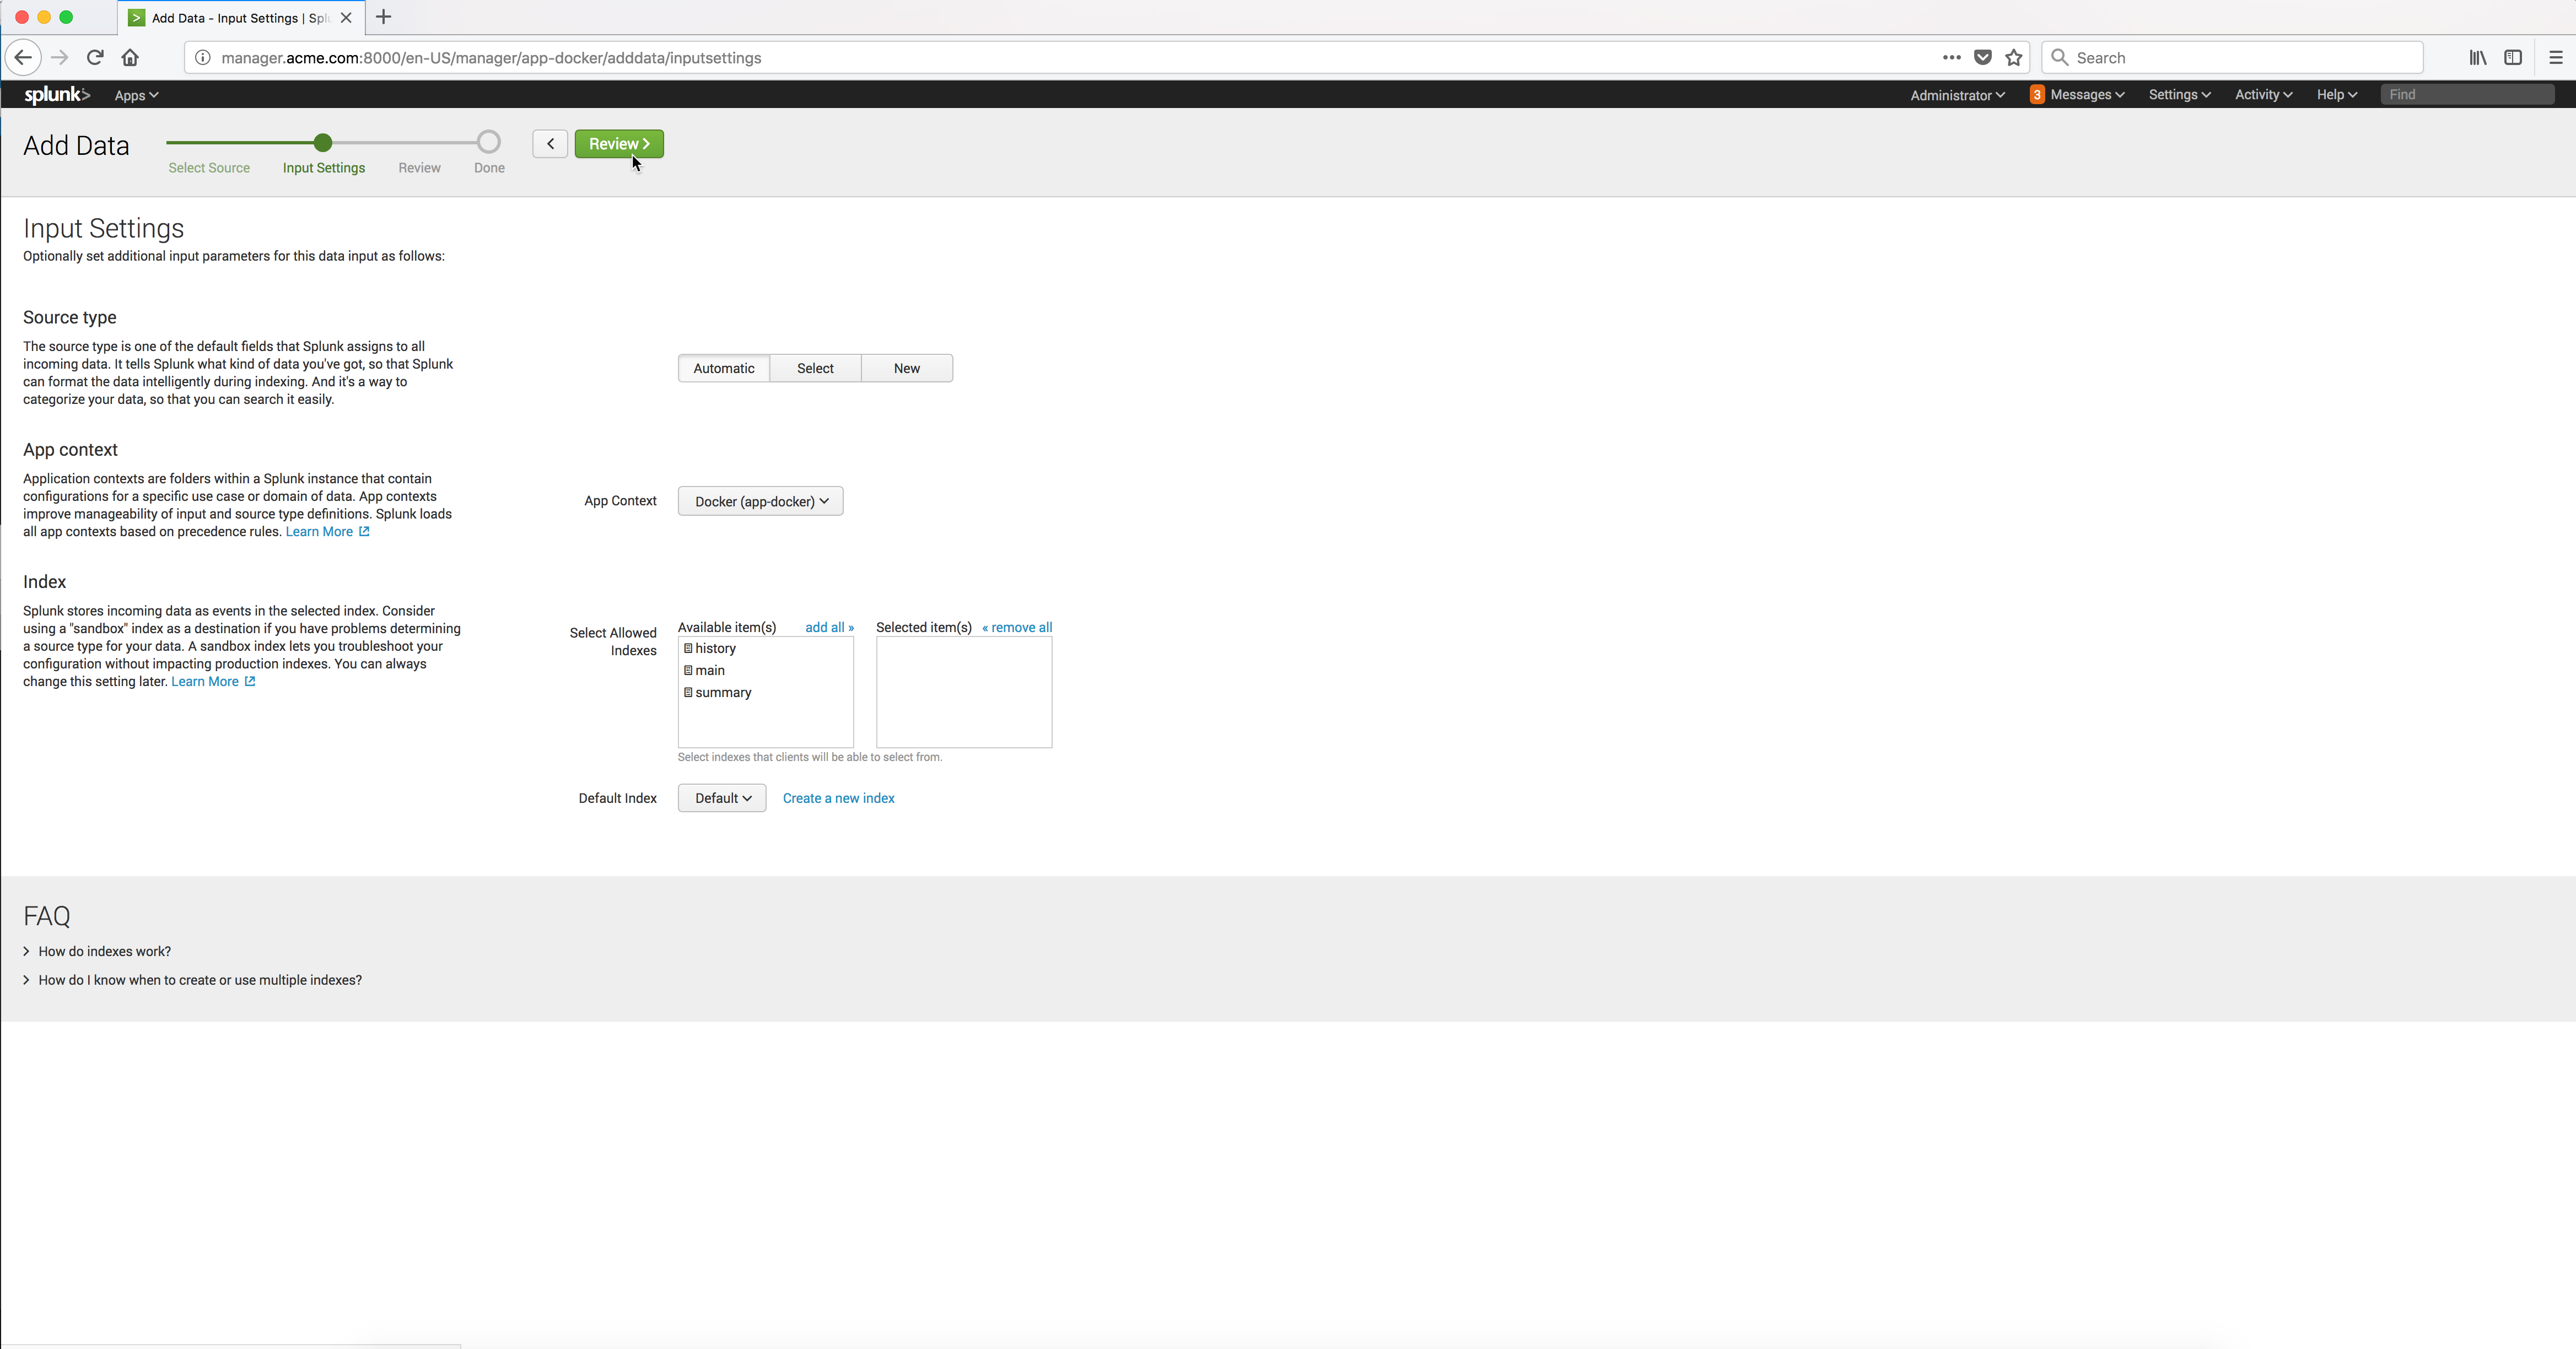 Add Data - Input Settings | Spl
manager.acme.com:8000/en-US/manager/app-docker/adddata/inputsettings
Search
splunk>
Apps
Administrator
3 Messages
Settings
Activity
Help
Find
Add Data
Select Source
Input Settings
Review
Done
Review
Input Settings
Optionally set additional input parameters for this data input as follows:
Source type
The source type is one of the default fields that Splunk assigns to all
incoming data. It tells Splunk what kind of data you've got, so that Splunk
can format the data intelligently during indexing. And it's a way to
categorize your data, so that you can search it easily.
Automatic
Select
New
App context
Application contexts are folders within a Splunk instance that contain
configurations for a specific use case or domain of data. App contexts
improve manageability of input and source type definitions. Splunk loads
all app contexts based on precedence rules. Learn More
App Context
Docker (app-docker)
Index
Splunk stores incoming data as events in the selected index. Consider
using a "sandbox" index as a destination if you have problems determining
a source type for your data. A sandbox index lets you troubleshoot your
configuration without impacting production indexes. You can always
change this setting later. Learn More
Select Allowed
Indexes
Available item(s)
add all »
Selected item(s)
« remove all
history
main
summary
Select indexes that clients will be able to select from.
Default Index
Default
Create a new index
FAQ
How do indexes work?
How do I know when to create or use multiple indexes?